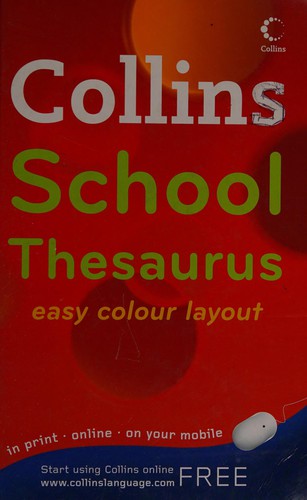 Collins
Collins
School
Thesaurus
easy colour layout
in print · online · on your mobile
Start using Collins online
www.collinslanguage.com FREE